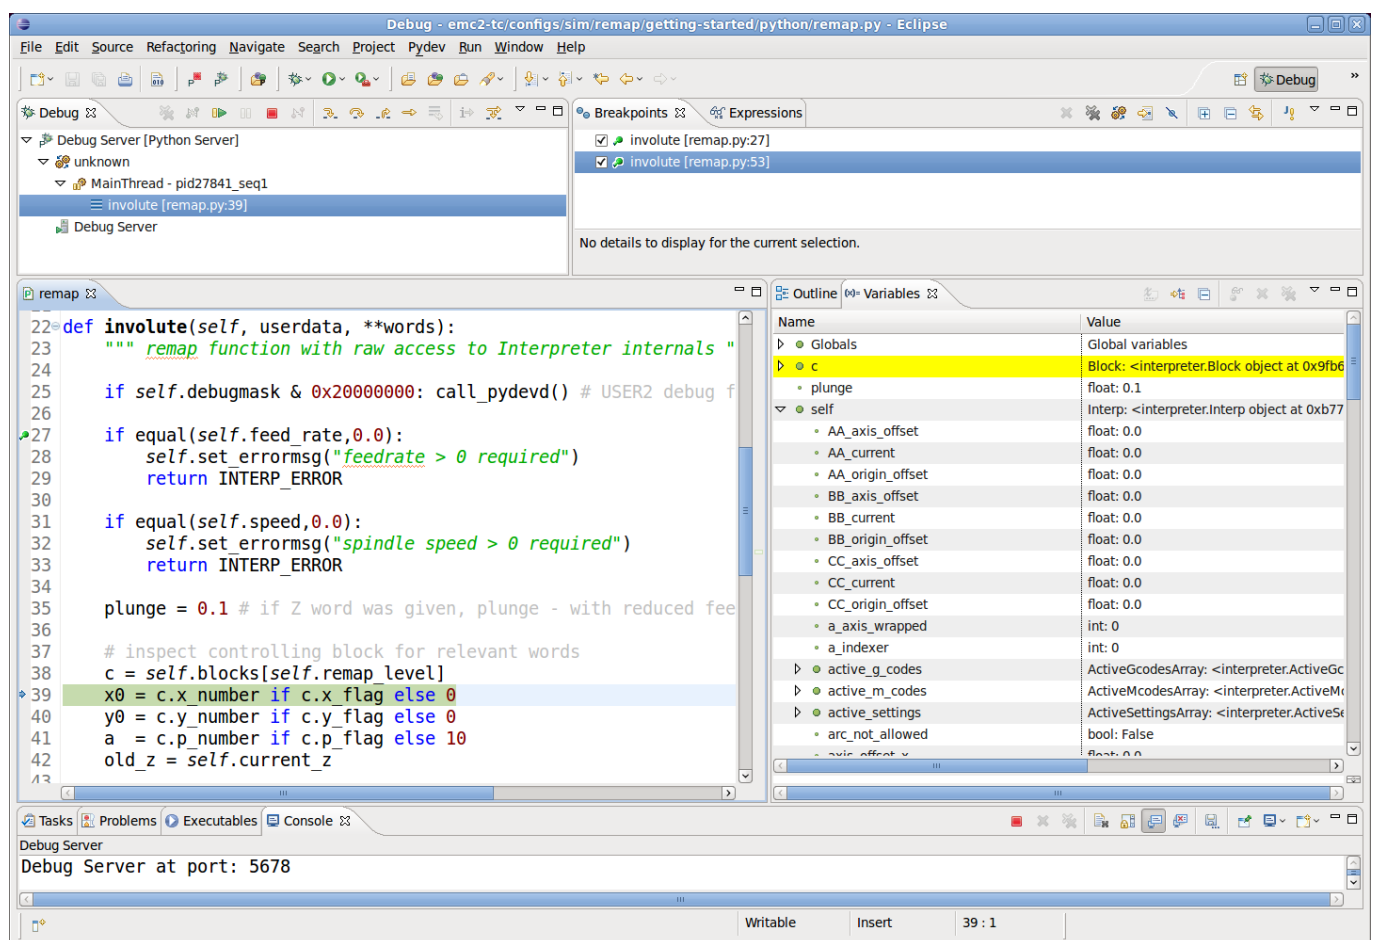 Debug - emc2-tc/configs/sim/remap/getting-started/python/remap.py - Eclipse
File Edit Source Refactoring Navigate Search Project Pydev Run Window Help
Debug »
Debug
Debug Server [Python Server]
unknown
MainThread - pid27841_seq1
involute [remap.py:39]
Debug Server
Breakpoints Expressions
involute [remap.py:27]
involute [remap.py:53]
No details to display for the current selection.
remap
22 def involute(self, userdata, **words):
23 """ remap function with raw access to Interpreter internals "
24
25 if self.debugmask & 0x20000000: call_pydevd() # USER2 debug f
26
27 if equal(self.feed_rate,0.0):
28 self.set_errormsg("feedrate > 0 required")
29 return INTERP_ERROR
30
31 if equal(self.speed,0.0):
32 self.set_errormsg("spindle speed > 0 required")
33 return INTERP_ERROR
34
35 plunge = 0.1 # if Z word was given, plunge - with reduced fee
36
37 # inspect controlling block for relevant words
38 c = self.blocks[self.remap_level]
39 x0 = c.x_number if c.x_flag else 0
40 y0 = c.y_number if c.y_flag else 0
41 a = c.p_number if c.p_flag else 10
42 old_z = self.current_z
43
Outline Variables
Name Value
Globals Global variables
c Block: <interpreter.Block object at 0x9fb6
plunge float: 0.1
self Interp: <interpreter.Interp object at 0xb77
AA_axis_offset float: 0.0
AA_current float: 0.0
AA_origin_offset float: 0.0
BB_axis_offset float: 0.0
BB_current float: 0.0
BB_origin_offset float: 0.0
CC_axis_offset float: 0.0
CC_current float: 0.0
CC_origin_offset float: 0.0
a_axis_wrapped int: 0
a_indexer int: 0
active_g_codes ActiveGcodesArray: <interpreter.ActiveGc
active_m_codes ActiveMcodesArray: <interpreter.ActiveMc
active_settings ActiveSettingsArray: <interpreter.ActiveSe
arc_not_allowed bool: False
axis_offset_x float: 0.0
Tasks Problems Executables Console
Debug Server
Debug Server at port: 5678
Writable Insert 39 : 1